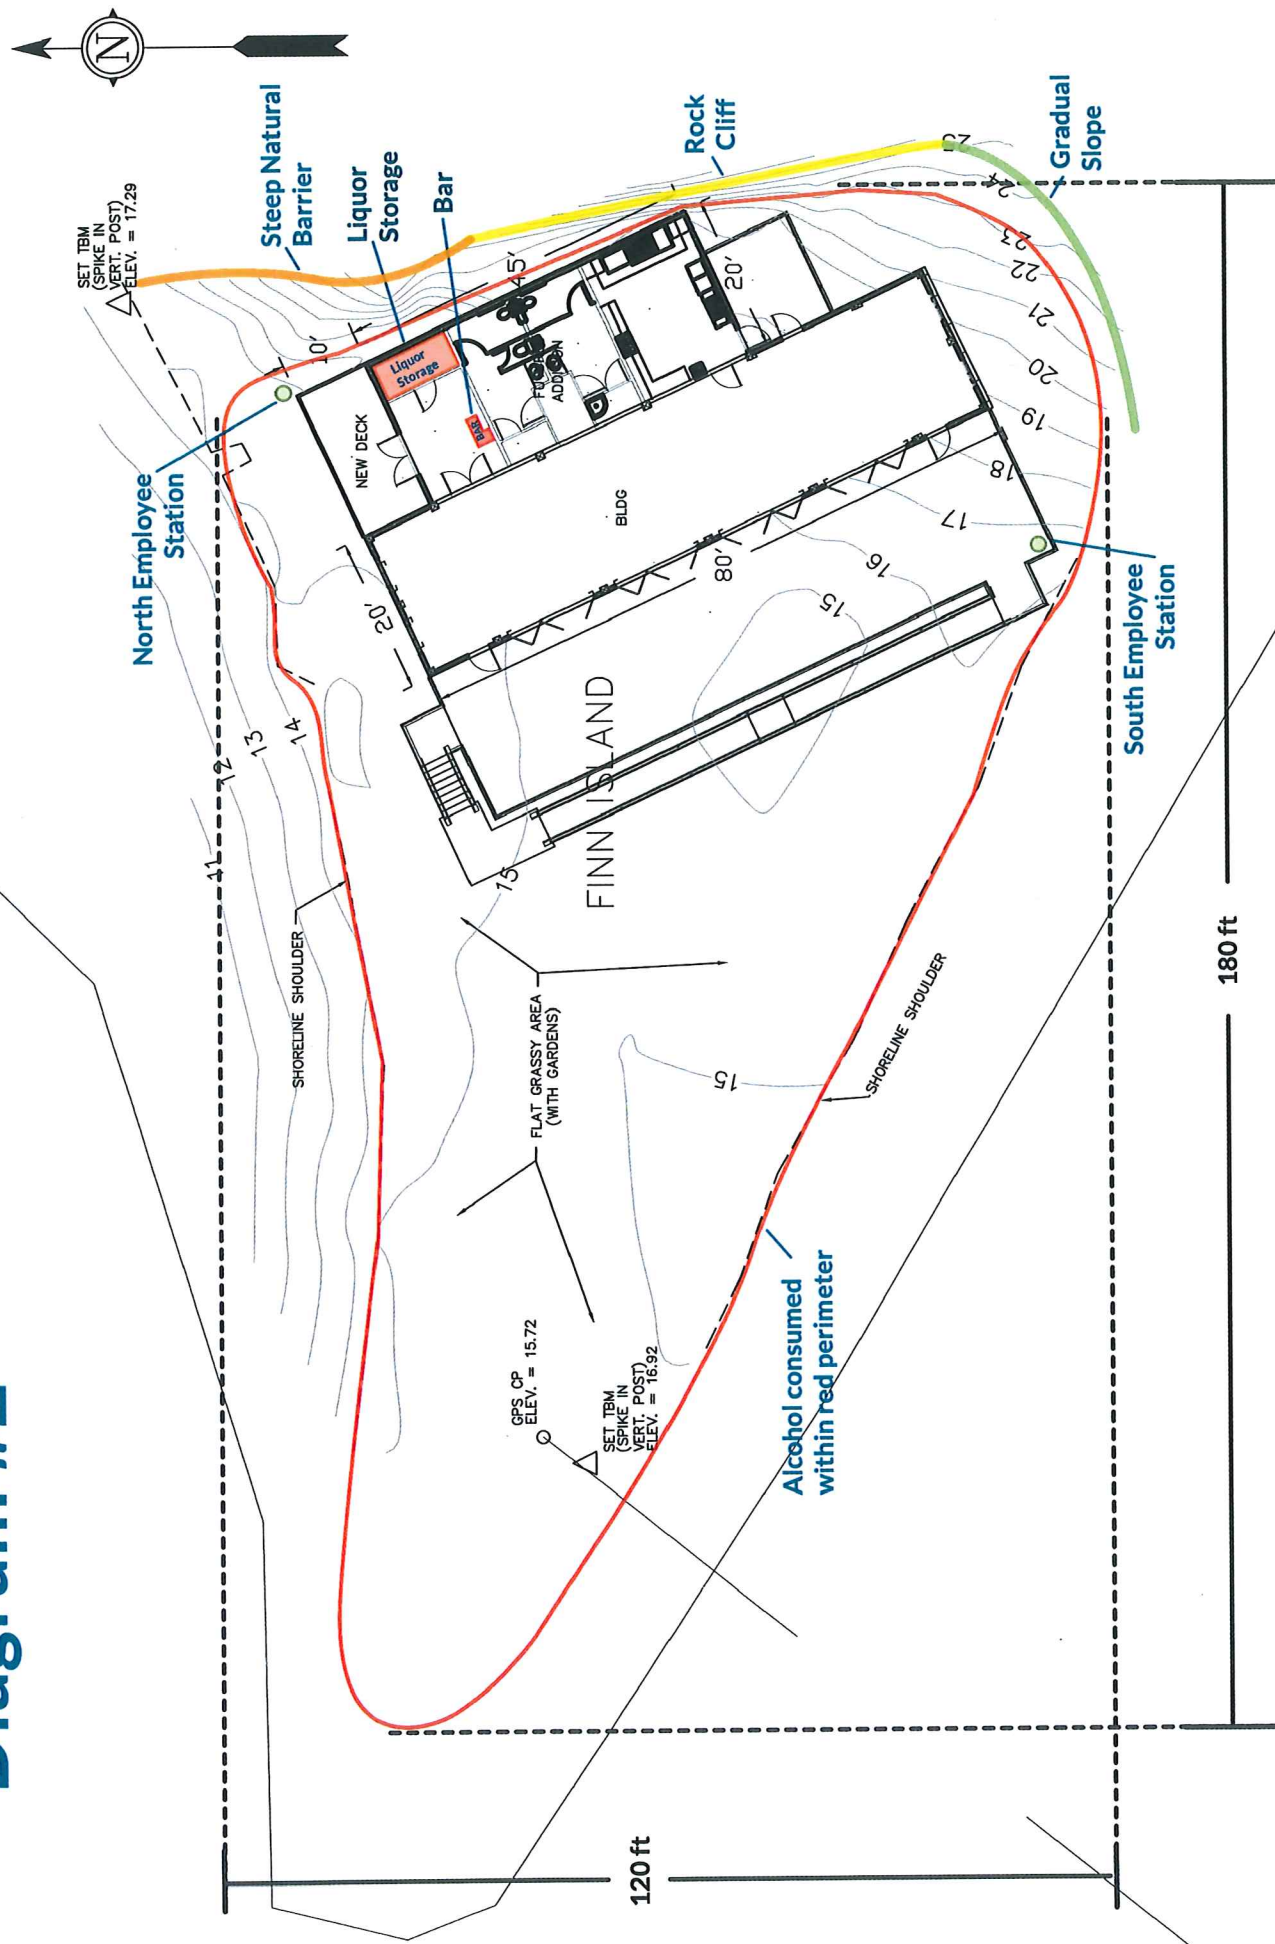 N
SET TBM
(SPIKE IN
VERT. POST)
ELEV. = 17.29
Steep Natural
Barrier
Liquor
Storage
Bar
Rock
Cliff
Gradual
Slope
North Employee
Station
10'
45'
20'
20'
80'
Liquor
Storage
BAR
NEW DECK
BLDG
FINN ISLAND
25
24
23
22
21
20
19
18
17
16
15
15
15
14
13
12
11
South Employee
Station
SHORELINE SHOULDER
FLAT GRASSY AREA
(WITH GARDENS)
SHORELINE SHOULDER
GPS CP
ELEV. = 15.72
SET TBM
(SPIKE IN
VERT. POST)
ELEV. = 16.92
Alcohol consumed
within red perimeter
180 ft
120 ft